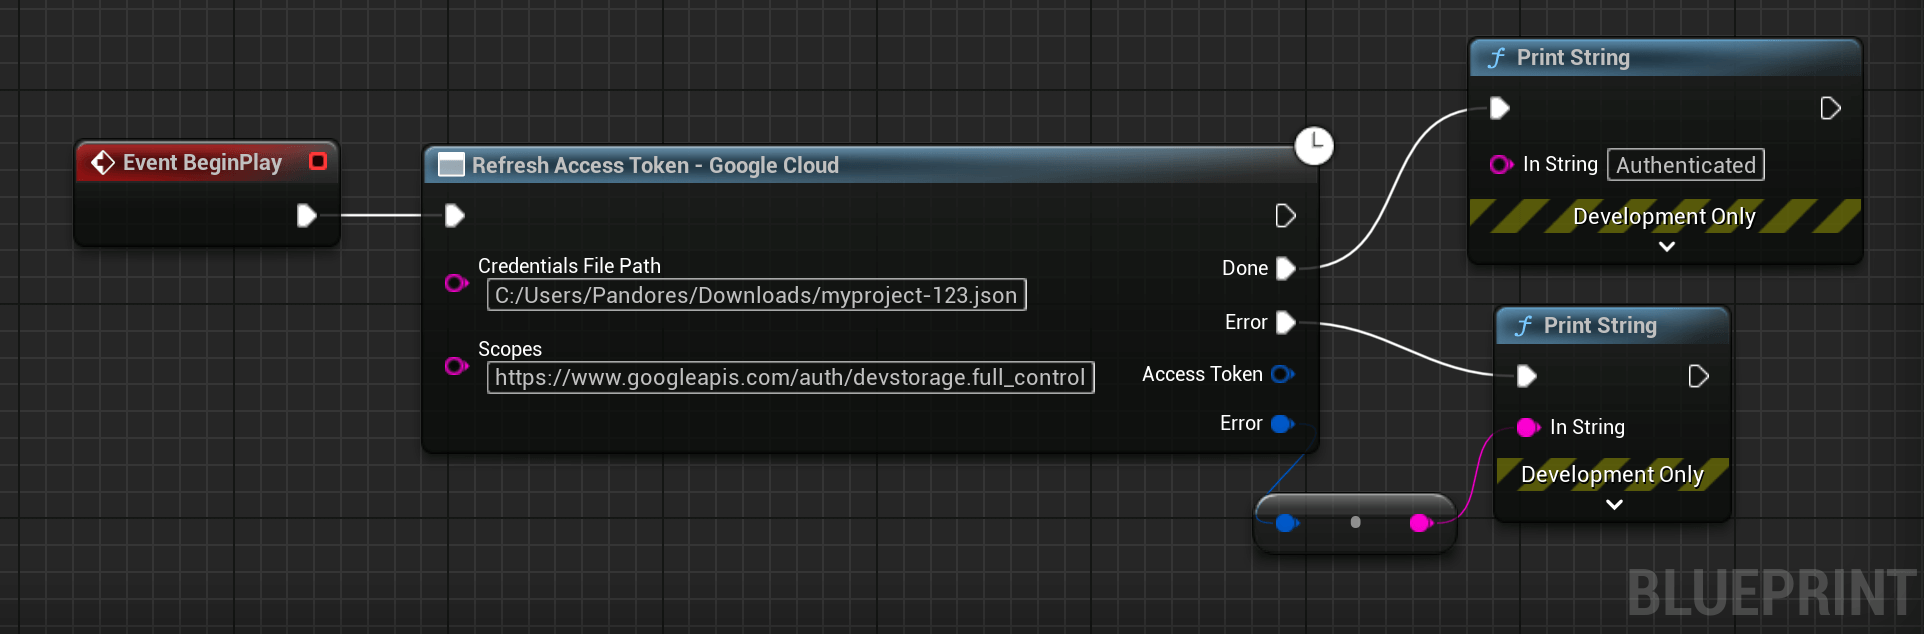 Event BeginPlay
Refresh Access Token - Google Cloud
Credentials File Path
C:/Users/Pandores/Downloads/myproject-123.json
Scopes
https://www.googleapis.com/auth/devstorage.full_control
Done
Error
Access Token
Error
Print String
In String Authenticated
Development Only
Print String
In String
Development Only
BLUEPRINT